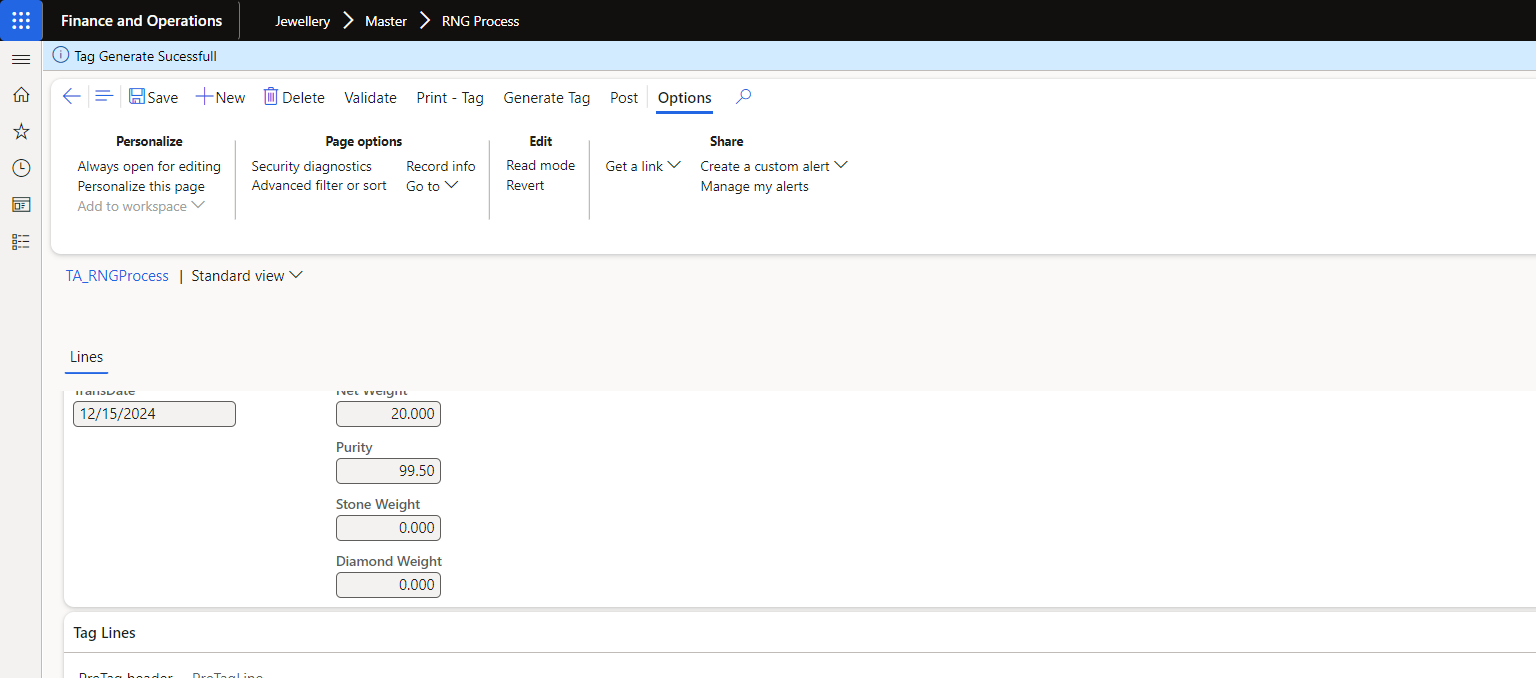 Finance and Operations
Jewellery Master RNG Process
Tag Generate Sucessfull
Save New Delete Validate Print - Tag Generate Tag Post Options
Personalize
Always open for editing
Personalize this page
Add to workspace
Page options
Security diagnostics Record info
Advanced filter or sort Go to
Edit
Read mode
Revert
Share
Get a link Create a custom alert
Manage my alerts
TA_RNGProcess | Standard view
Lines
TransDate Net Weight
12/15/2024 20.000
Purity
99.50
Stone Weight
0.000
Diamond Weight
0.000
Tag Lines
ProTag header ProTagLine